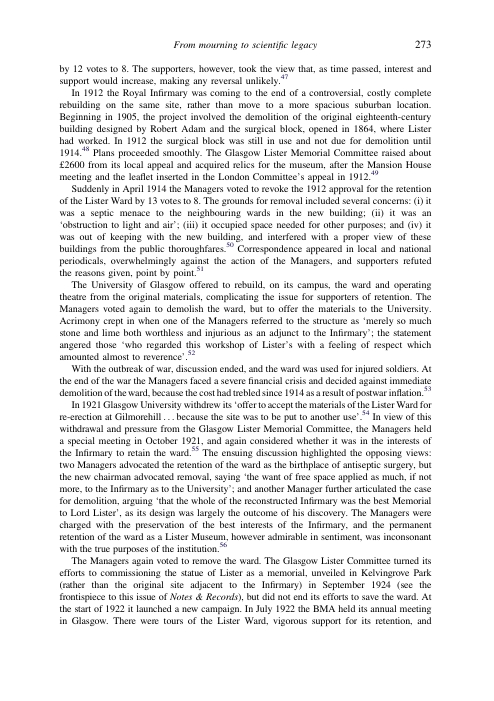 From mourning to scientific legacy 273
by 12 votes to 8. The supporters, however, took the view that, as time passed, interest and
support would increase, making any reversal unlikely.47
In 1912 the Royal Infirmary was coming to the end of a controversial, costly complete
rebuilding on the same site, rather than move to a more spacious suburban location.
Beginning in 1905, the project involved the demolition of the original eighteenth-century
building designed by Robert Adam and the surgical block, opened in 1864, where Lister
had worked. In 1912 the surgical block was still in use and not due for demolition until
1914.48 Plans proceeded smoothly. The Glasgow Lister Memorial Committee raised about
£2600 from its local appeal and acquired relics for the museum, after the Mansion House
meeting and the leaflet inserted in the London Committee's appeal in 1912.49
Suddenly in April 1914 the Managers voted to revoke the 1912 approval for the retention
of the Lister Ward by 13 votes to 8. The grounds for removal included several concerns: (i) it
was a septic menace to the neighbouring wards in the new building; (ii) it was an
'obstruction to light and air'; (iii) it occupied space needed for other purposes; and (iv) it
was out of keeping with the new building, and interfered with a proper view of these
buildings from the public thoroughfares.50 Correspondence appeared in local and national
periodicals, overwhelmingly against the action of the Managers, and supporters refuted
the reasons given, point by point.51
The University of Glasgow offered to rebuild, on its campus, the ward and operating
theatre from the original materials, complicating the issue for supporters of retention. The
Managers voted again to demolish the ward, but to offer the materials to the University.
Acrimony crept in when one of the Managers referred to the structure as 'merely so much
stone and lime both worthless and injurious as an adjunct to the Infirmary'; the statement
angered those 'who regarded this workshop of Lister's with a feeling of respect which
amounted almost to reverence'.52
With the outbreak of war, discussion ended, and the ward was used for injured soldiers. At
the end of the war the Managers faced a severe financial crisis and decided against immediate
demolition of the ward, because the cost had trebled since 1914 as a result of postwar inflation.53
In 1921 Glasgow University withdrew its 'offer to accept the materials of the Lister Ward for
re-erection at Gilmorehill . . . because the site was to be put to another use'.54 In view of this
withdrawal and pressure from the Glasgow Lister Memorial Committee, the Managers held
a special meeting in October 1921, and again considered whether it was in the interests of
the Infirmary to retain the ward.55 The ensuing discussion highlighted the opposing views:
two Managers advocated the retention of the ward as the birthplace of antiseptic surgery, but
the new chairman advocated removal, saying 'the want of free space applied as much, if not
more, to the Infirmary as to the University'; and another Manager further articulated the case
for demolition, arguing 'that the whole of the reconstructed Infirmary was the best Memorial
to Lord Lister', as its design was largely the outcome of his discovery. The Managers were
charged with the preservation of the best interests of the Infirmary, and the permanent
retention of the ward as a Lister Museum, however admirable in sentiment, was inconsonant
with the true purposes of the institution.56
The Managers again voted to remove the ward. The Glasgow Lister Committee turned its
efforts to commissioning the statue of Lister as a memorial, unveiled in Kelvingrove Park
(rather than the original site adjacent to the Infirmary) in September 1924 (see the
frontispiece to this issue of Notes & Records), but did not end its efforts to save the ward. At
the start of 1922 it launched a new campaign. In July 1922 the BMA held its annual meeting
in Glasgow. There were tours of the Lister Ward, vigorous support for its retention, and